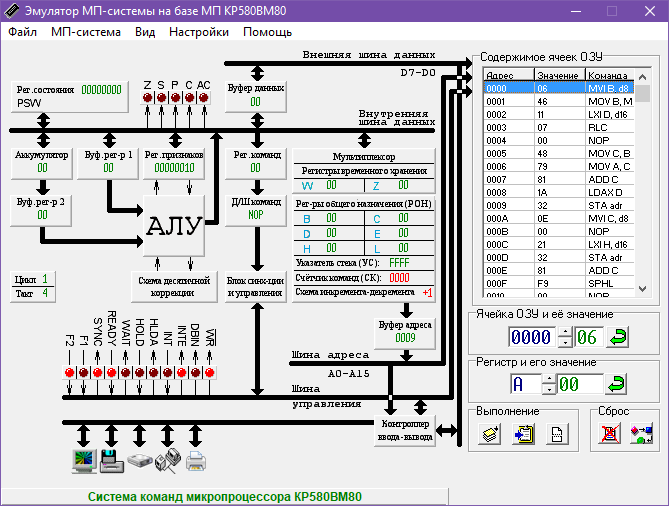 Эмулятор МП-системы на базе МП КР580ВМ80
Файл МП-система Вид Настройки Помощь
Внешняя шина данных
D7-D0
Рег.состояния 00000000
PSW
Z S P C AC
Буфер данных
00
Внутренняя
шина данных
Аккумулятор
00
Буф.рег-р 1
00
Рег.признаков
00000010
Рег.команд
00
Мультиплексор
Регистры временного хранения
W 00 Z 00
Буф.рег-р 2
00
АЛУ
Д/Ш команд
NOP
Рег-ры общего назначения (РОН)
B 00 C 00
D 00 E 00
H 00 L 00
Указатель стека (УС): FFFF
Счётчик команд (СК): 0000
Схема инкремента-декремента +1
Цикл 1
Такт 4
Схема десятичной
коррекции
Блок синх-ции
и управления
Буфер адреса
0009
F2 F1 SYNC READY WAIT HOLD HLDA INT INTE DBIN WR
Шина адреса
A0-A15
Шина
управления
Контроллер
ввода-вывода
Система команд микропроцессора КР580ВМ80
Содержимое ячеек ОЗУ
Адрес Значение Команда
0000 06 MVI B, d8
0001 46 MOV B, M
0002 11 LXI D, d16
0003 07 RLC
0004 00 NOP
0005 48 MOV C, B
0006 79 MOV A, C
0007 81 ADD C
0008 1A LDAX D
0009 32 STA adr
000A 0E MVI C, d8
000B 00 NOP
000C 21 LXI H, d16
000D 32 STA adr
000E 81 ADD C
000F F9 SPHL
0010 00 NOP
Ячейка ОЗУ и её значение
0000 06
Регистр и его значение
A 00
Выполнение
Сброс